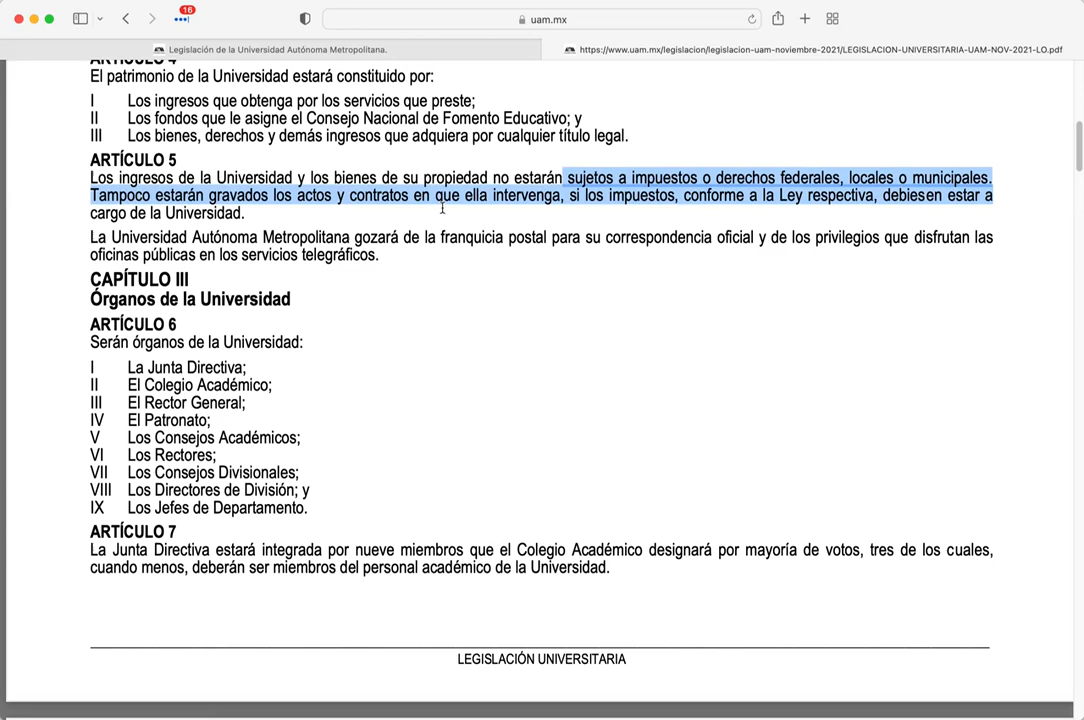 16
uam.mx
Legislación de la Universidad Autónoma Metropolitana.
https://www.uam.mx/legislacion/legislacion-uam-noviembre-2021/LEGISLACION-UNIVERSITARIA-UAM-NOV-2021-LO.pdf
ARTÍCULO 4
El patrimonio de la Universidad estará constituido por:
I Los ingresos que obtenga por los servicios que preste;
II Los fondos que le asigne el Consejo Nacional de Fomento Educativo; y
III Los bienes, derechos y demás ingresos que adquiera por cualquier título legal.
ARTÍCULO 5
Los ingresos de la Universidad y los bienes de su propiedad no estarán sujetos a impuestos o derechos federales, locales o municipales.
Tampoco estarán gravados los actos y contratos en que ella intervenga, si los impuestos, conforme a la Ley respectiva, debiesen estar a
cargo de la Universidad.
La Universidad Autónoma Metropolitana gozará de la franquicia postal para su correspondencia oficial y de los privilegios que disfrutan las
oficinas públicas en los servicios telegráficos.
CAPÍTULO III
Órganos de la Universidad
ARTÍCULO 6
Serán órganos de la Universidad:
I La Junta Directiva;
II El Colegio Académico;
III El Rector General;
IV El Patronato;
V Los Consejos Académicos;
VI Los Rectores;
VII Los Consejos Divisionales;
VIII Los Directores de División; y
IX Los Jefes de Departamento.
ARTÍCULO 7
La Junta Directiva estará integrada por nueve miembros que el Colegio Académico designará por mayoría de votos, tres de los cuales,
cuando menos, deberán ser miembros del personal académico de la Universidad.
LEGISLACIÓN UNIVERSITARIA